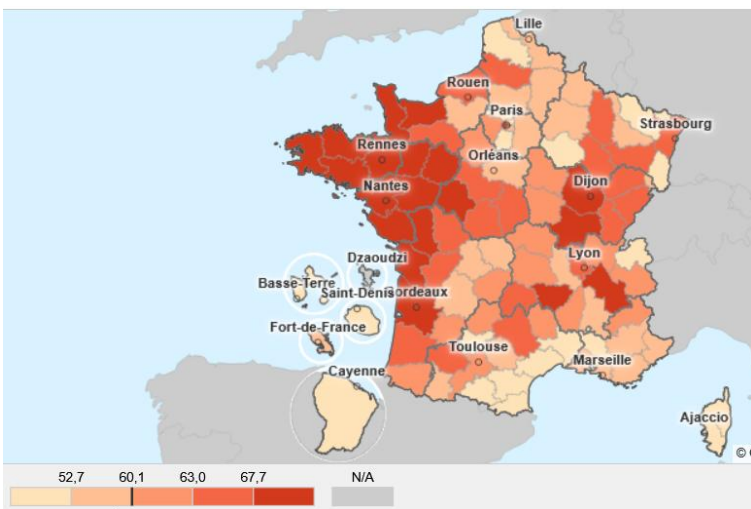 Lille
Rouen
Paris
Strasbourg
Rennes
Orléans
Nantes
Dijon
Dzaoudzi
Lyon
Basse-Terre
Saint-Denis
ordeaux
Fort-de-France
Toulouse
Marseille
Cayenne
Ajaccio
©
52,7 60,1 63,0 67,7 N/A